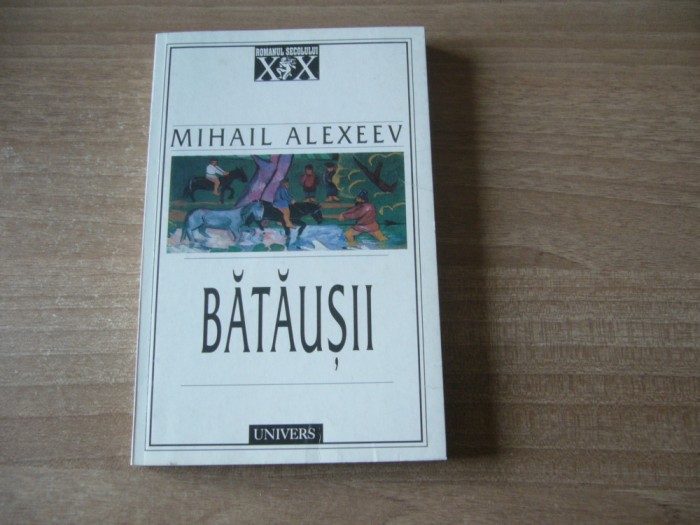 ROMANUL SECOLULUI
XX
MIHAIL ALEXEEV
BĂTĂUȘII
UNIVERS